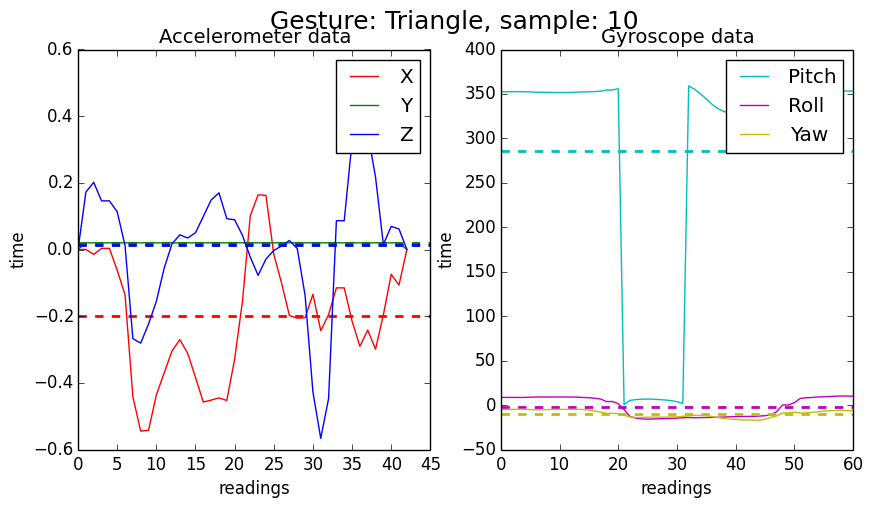 Gesture: Triangle, sample: 10
Accelerometer data
0.6
0.4
0.2
0.0
−0.2
−0.4
−0.6
time
0 5 10 15 20 25 30 35 40 45
readings
X
Y
Z
Gyroscope data
400
350
300
250
200
150
100
50
0
−50
time
0 10 20 30 40 50 60
readings
Pitch
Roll
Yaw